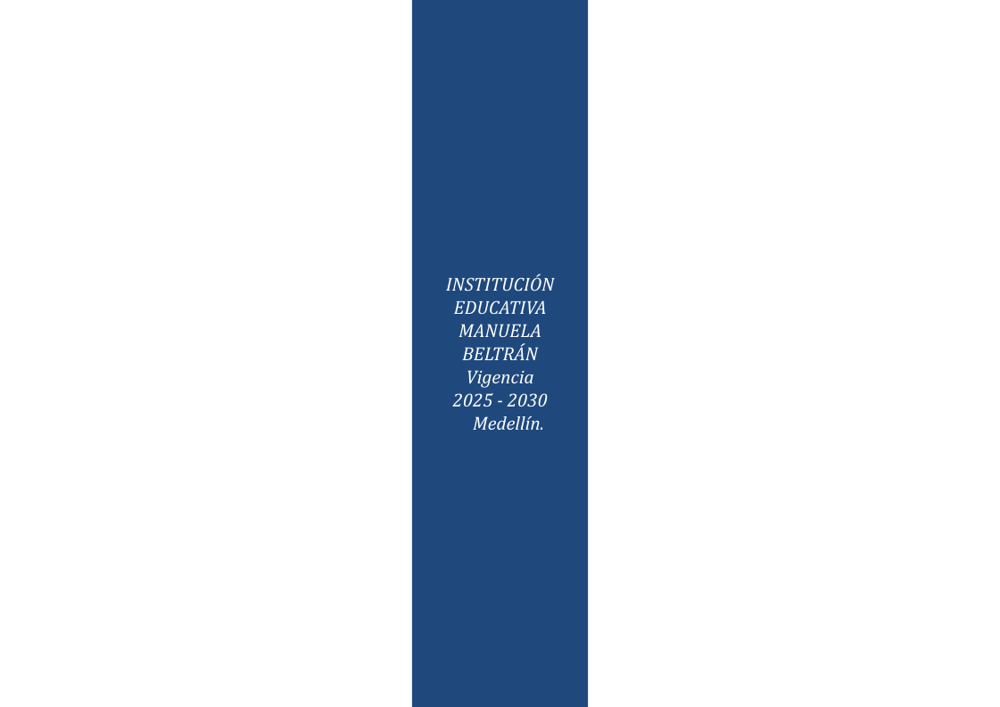 INSTITUCIÓN
EDUCATIVA
MANUELA
BELTRÁN
Vigencia
2025 - 2030
Medellín.